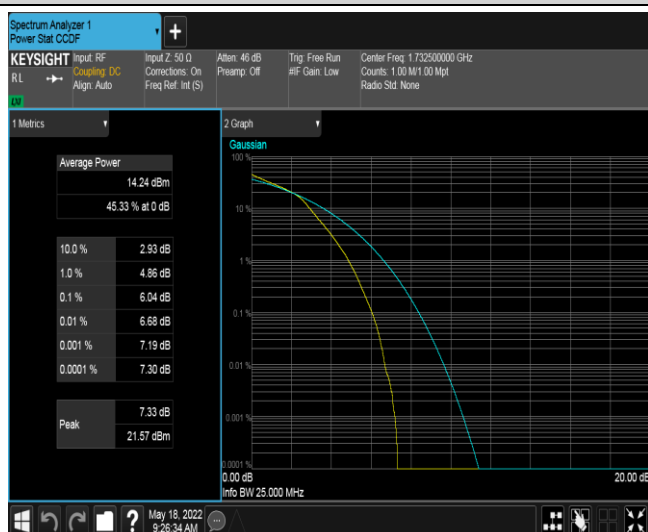 Spectrum Analyzer 1
Power Stat CCDF
+
KEYSIGHT
RL
Input: RF
Coupling: DC
Align: Auto
Input Z: 50 Ω
Corrections: On
Freq Ref: Int (S)
Atten: 46 dB
Preamp: Off
Trig: Free Run
#IF Gain: Low
Center Freq: 1.732500000 GHz
Counts: 1.00 M/1.00 Mpt
Radio Std: None
1 Metrics
Average Power
14.24 dBm
45.33 % at 0 dB
10.0 % 2.93 dB
1.0 % 4.86 dB
0.1 % 6.04 dB
0.01 % 6.68 dB
0.001 % 7.19 dB
0.0001 % 7.30 dB
Peak
7.33 dB
21.57 dBm
2 Graph
Gaussian
100 %
10 %
1 %
0.1 %
0.01 %
0.001 %
0.0001 %
0.00 dB 20.00 dB
Info BW 25.000 MHz
?
May 18, 2022
9:26:34 AM